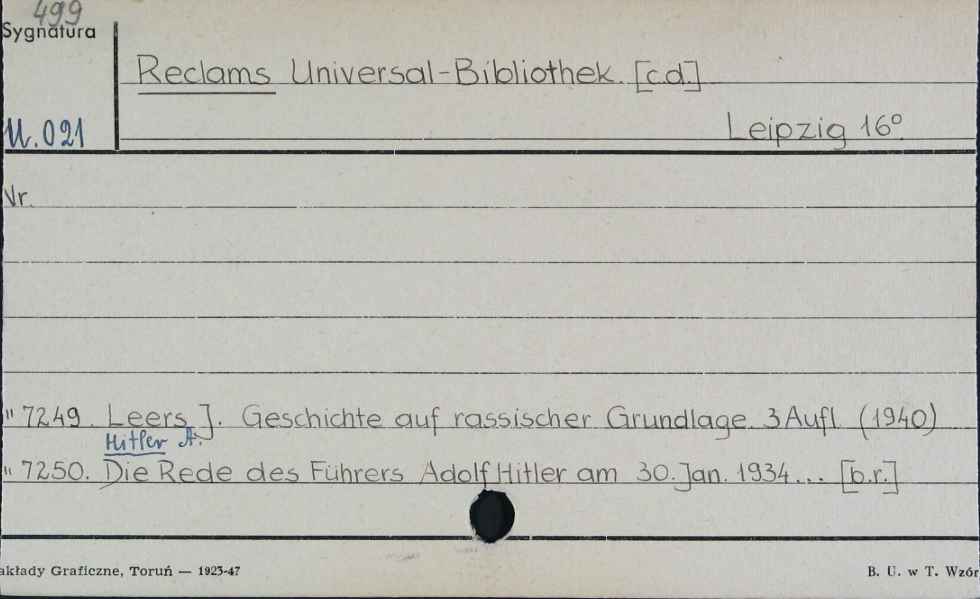 499
Sygnatura
U.021
Reclams Universal-Bibliothek. [c.d.]
Leipzig 16°.
Nr.
" 7249. Leers J. Geschichte auf rassischer Grundlage. 3 Aufl. (1940)
Hitler A.
" 7250. Die Rede des Führers Adolf Hitler am 30. Jan. 1934... [b.r.]
akłady Graficzne, Toruń — 1923-47
B. U. w T. Wzór